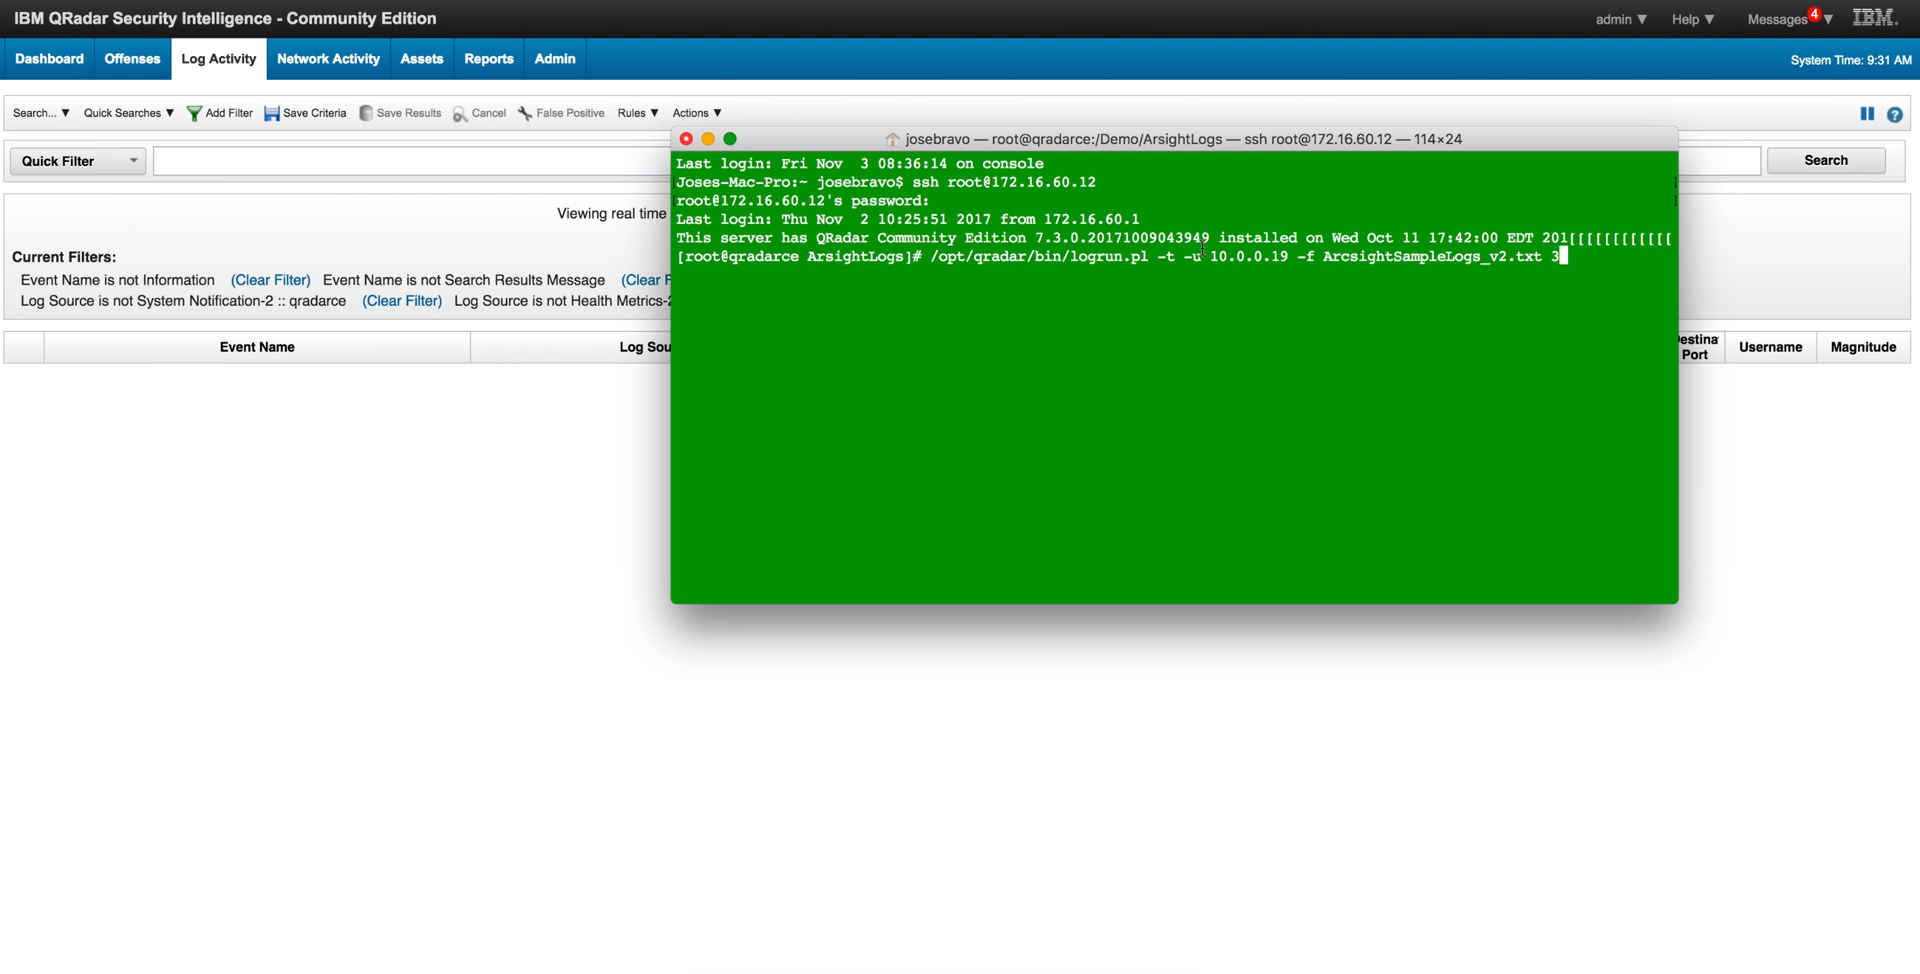 IBM QRadar Security Intelligence - Community Edition
admin ▼ Help ▼ Messages 4 ▼ IBM.
Dashboard Offenses Log Activity Network Activity Assets Reports Admin
System Time: 9:31 AM
Search... ▼ Quick Searches ▼ Add Filter Save Criteria Save Results Cancel False Positive Rules ▼ Actions ▼
josebravo — root@qradarce:/Demo/ArsightLogs — ssh root@172.16.60.12 — 114×24
Quick Filter Search
Last login: Fri Nov  3 08:36:14 on console
[Joses-Mac-Pro:~ josebravo$ ssh root@172.16.60.12 ]
[root@172.16.60.12's password: ]
Last login: Thu Nov  2 10:25:51 2017 from 172.16.60.1
This server has QRadar Community Edition 7.3.0.20171009043949 installed on Wed Oct 11 17:42:00 EDT 201[[[[[[[[[[[[
[root@qradarce ArsightLogs]# /opt/qradar/bin/logrun.pl -t -u 10.0.0.19 -f ArcsightSampleLogs_v2.txt 3
Viewing real time
Current Filters:
Event Name is not Information (Clear Filter) Event Name is not Search Results Message (Clear F
Log Source is not System Notification-2 :: qradarce (Clear Filter) Log Source is not Health Metrics-2
Event Name Log Sou estina Port Username Magnitude